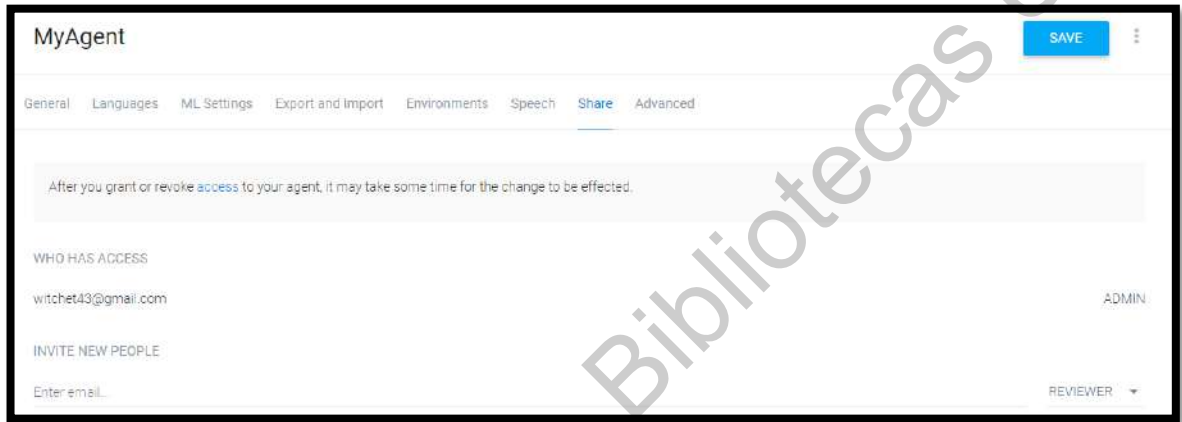 MyAgent
SAVE
General Languages ML Settings Export and Import Environments Speech Share Advanced
After you grant or revoke access to your agent, it may take some time for the change to be effected.
WHO HAS ACCESS
witchet43@gmail.com ADMIN
INVITE NEW PEOPLE
Enter email... REVIEWER
Bibliotecas